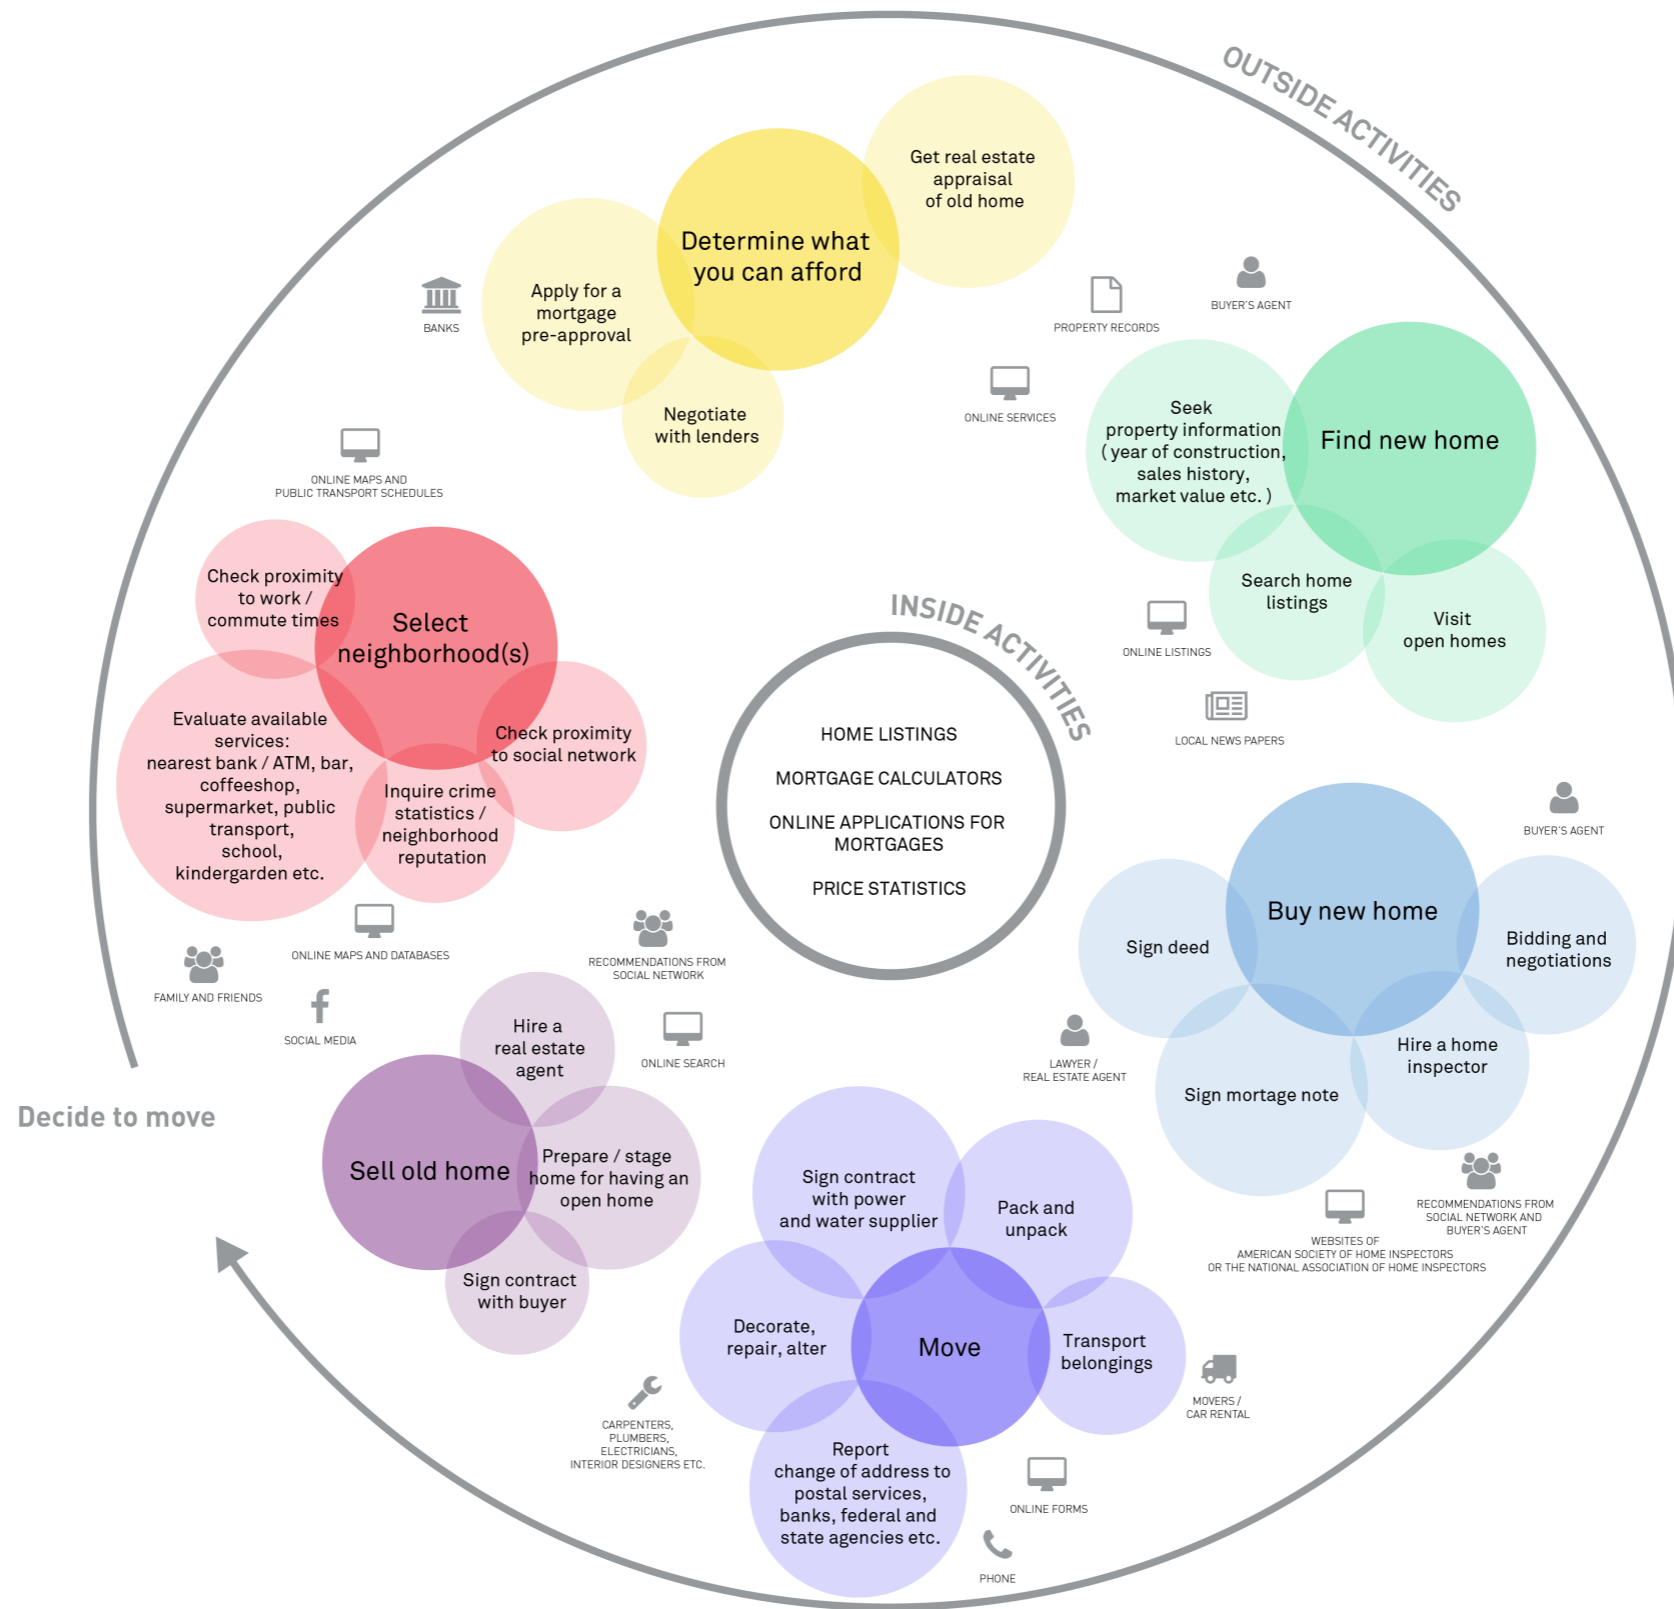 OUTSIDE ACTIVITIES
Get real estate
appraisal
of old home
Determine what
you can afford
Apply for a
mortgage
pre-approval
Negotiate
with lenders
BANKS
PROPERTY RECORDS
BUYER'S AGENT
ONLINE SERVICES
Seek
property information
( year of construction,
sales history,
market value etc. )
Find new home
Search home
listings
Visit
open homes
ONLINE LISTINGS
LOCAL NEWS PAPERS
ONLINE MAPS AND
PUBLIC TRANSPORT SCHEDULES
Check proximity
to work /
commute times
Select
neighborhood(s)
Evaluate available
services:
nearest bank / ATM, bar,
coffeeshop,
supermarket, public
transport,
school,
kindergarden etc.
Inquire crime
statistics /
neighborhood
reputation
Check proximity
to social network
FAMILY AND FRIENDS
ONLINE MAPS AND DATABASES
SOCIAL MEDIA
INSIDE ACTIVITIES
HOME LISTINGS
MORTGAGE CALCULATORS
ONLINE APPLICATIONS FOR
MORTGAGES
PRICE STATISTICS
BUYER'S AGENT
Buy new home
Sign deed
Bidding and
negotiations
Hire a home
inspector
Sign mortage note
LAWYER /
REAL ESTATE AGENT
RECOMMENDATIONS FROM
SOCIAL NETWORK AND
BUYER'S AGENT
WEBSITES OF
AMERICAN SOCIETY OF HOME INSPECTORS
OR THE NATIONAL ASSOCIATION OF HOME INSPECTORS
RECOMMENDATIONS FROM
SOCIAL NETWORK
ONLINE SEARCH
Hire a
real estate
agent
Decide to move
Sell old home
Prepare / stage
home for having an
open home
Sign contract
with buyer
Sign contract
with power
and water supplier
Pack and
unpack
Decorate,
repair, alter
Move
Transport
belongings
MOVERS /
CAR RENTAL
CARPENTERS,
PLUMBERS,
ELECTRICIANS,
INTERIOR DESIGNERS ETC.
Report
change of address to
postal services,
banks, federal and
state agencies etc.
ONLINE FORMS
PHONE